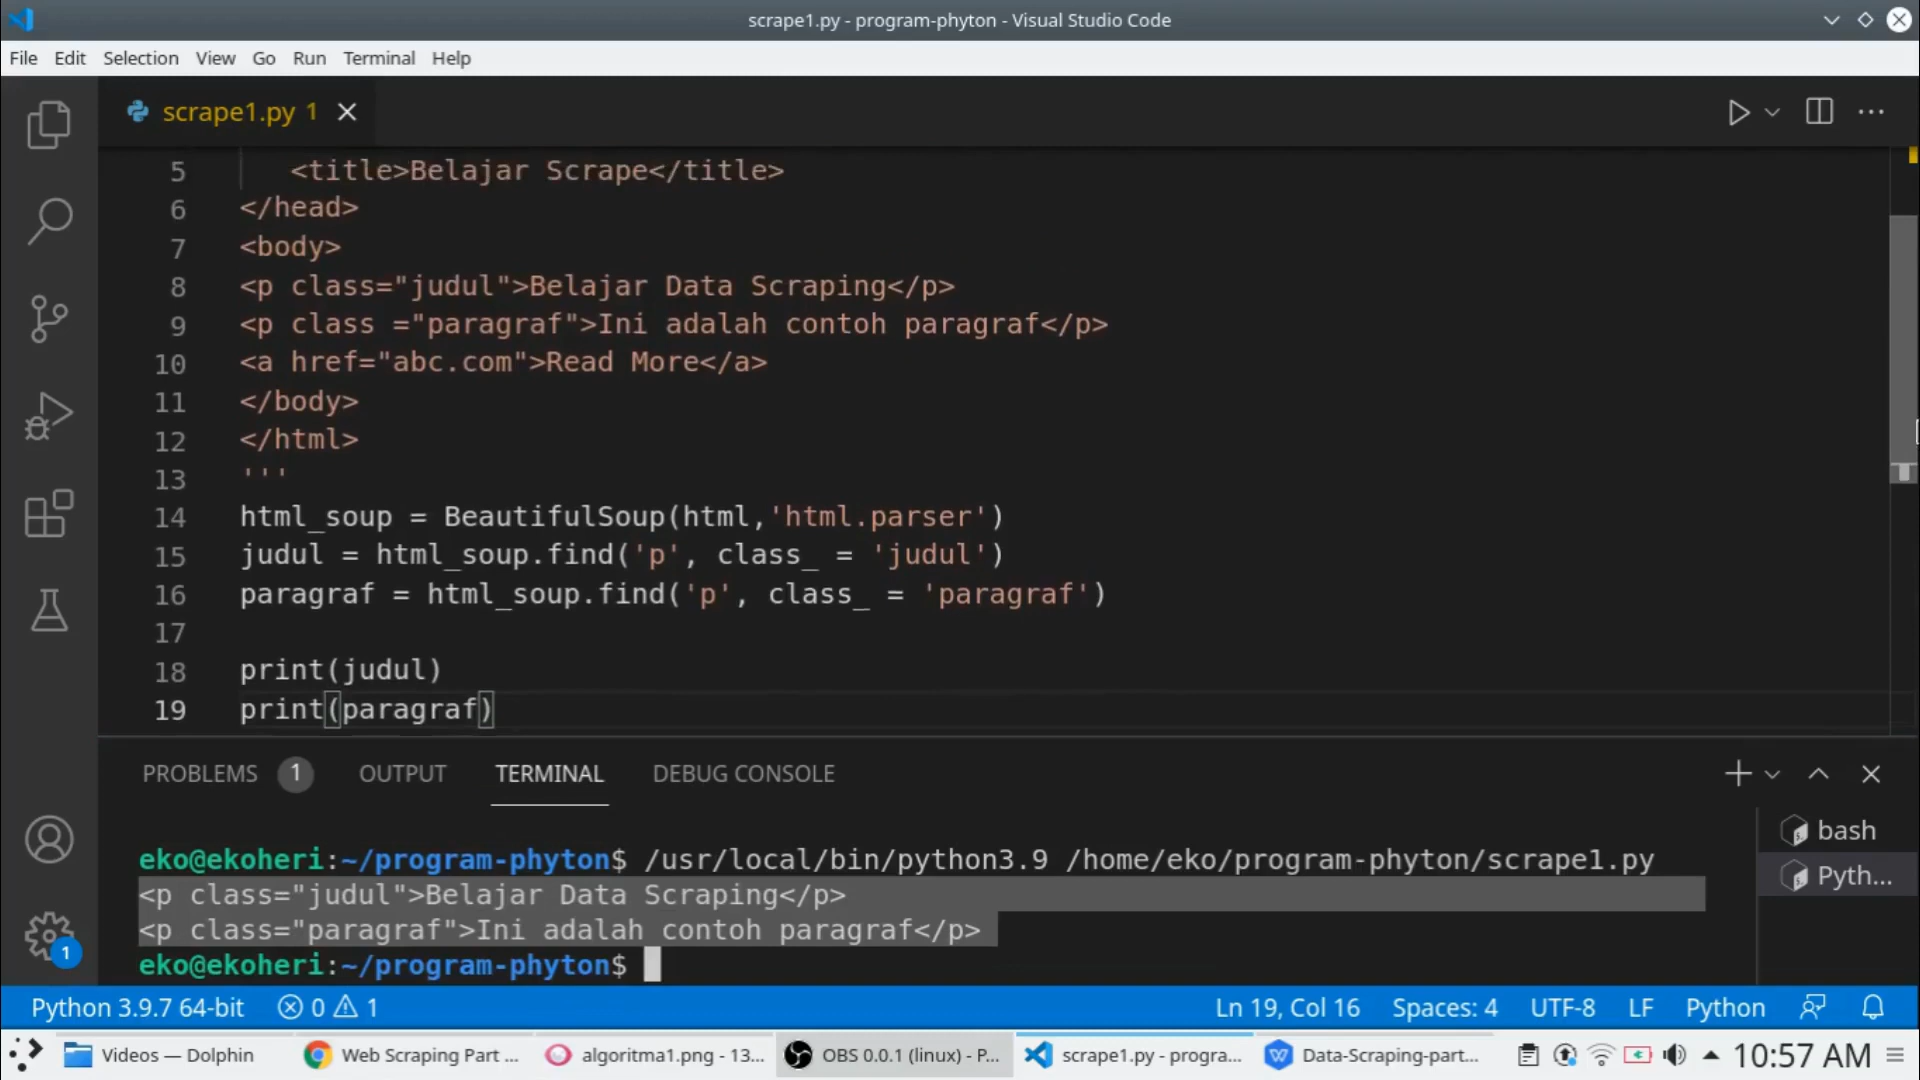 scrape1.py - program-phyton - Visual Studio Code
File Edit Selection View Go Run Terminal Help
scrape1.py 1
5 <title>Belajar Scrape</title>
6 </head>
7 <body>
8 <p class="judul">Belajar Data Scraping</p>
9 <p class ="paragraf">Ini adalah contoh paragraf</p>
10 <a href="abc.com">Read More</a>
11 </body>
12 </html>
13 '''
14 html_soup = BeautifulSoup(html,'html.parser')
15 judul = html_soup.find('p', class_ = 'judul')
16 paragraf = html_soup.find('p', class_ = 'paragraf')
17
18 print(judul)
19 print(paragraf)
PROBLEMS 1 OUTPUT TERMINAL DEBUG CONSOLE
eko@ekoheri:~/program-phyton$ /usr/local/bin/python3.9 /home/eko/program-phyton/scrape1.py
<p class="judul">Belajar Data Scraping</p>
<p class="paragraf">Ini adalah contoh paragraf</p>
eko@ekoheri:~/program-phyton$
bash
Pyth...
1
Python 3.9.7 64-bit 0 1 Ln 19, Col 16 Spaces: 4 UTF-8 LF Python
Videos — Dolphin Web Scraping Part ... algoritma1.png - 13... OBS 0.0.1 (linux) - P... scrape1.py - progra... Data-Scraping-part... 10:57 AM